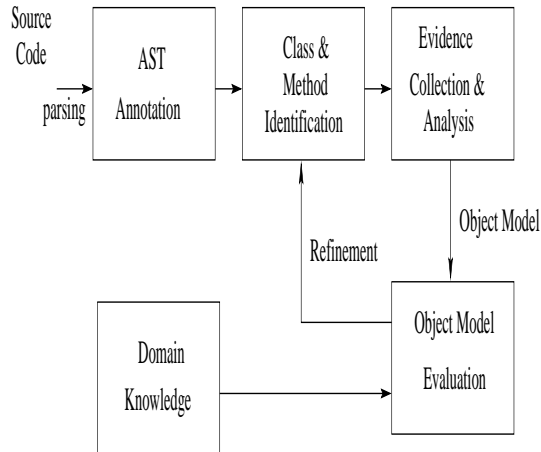 Source
Code
parsing
AST
Annotation
Class &
Method
Identification
Evidence
Collection &
Analysis
Object Model
Refinement
Object Model
Evaluation
Domain
Knowledge